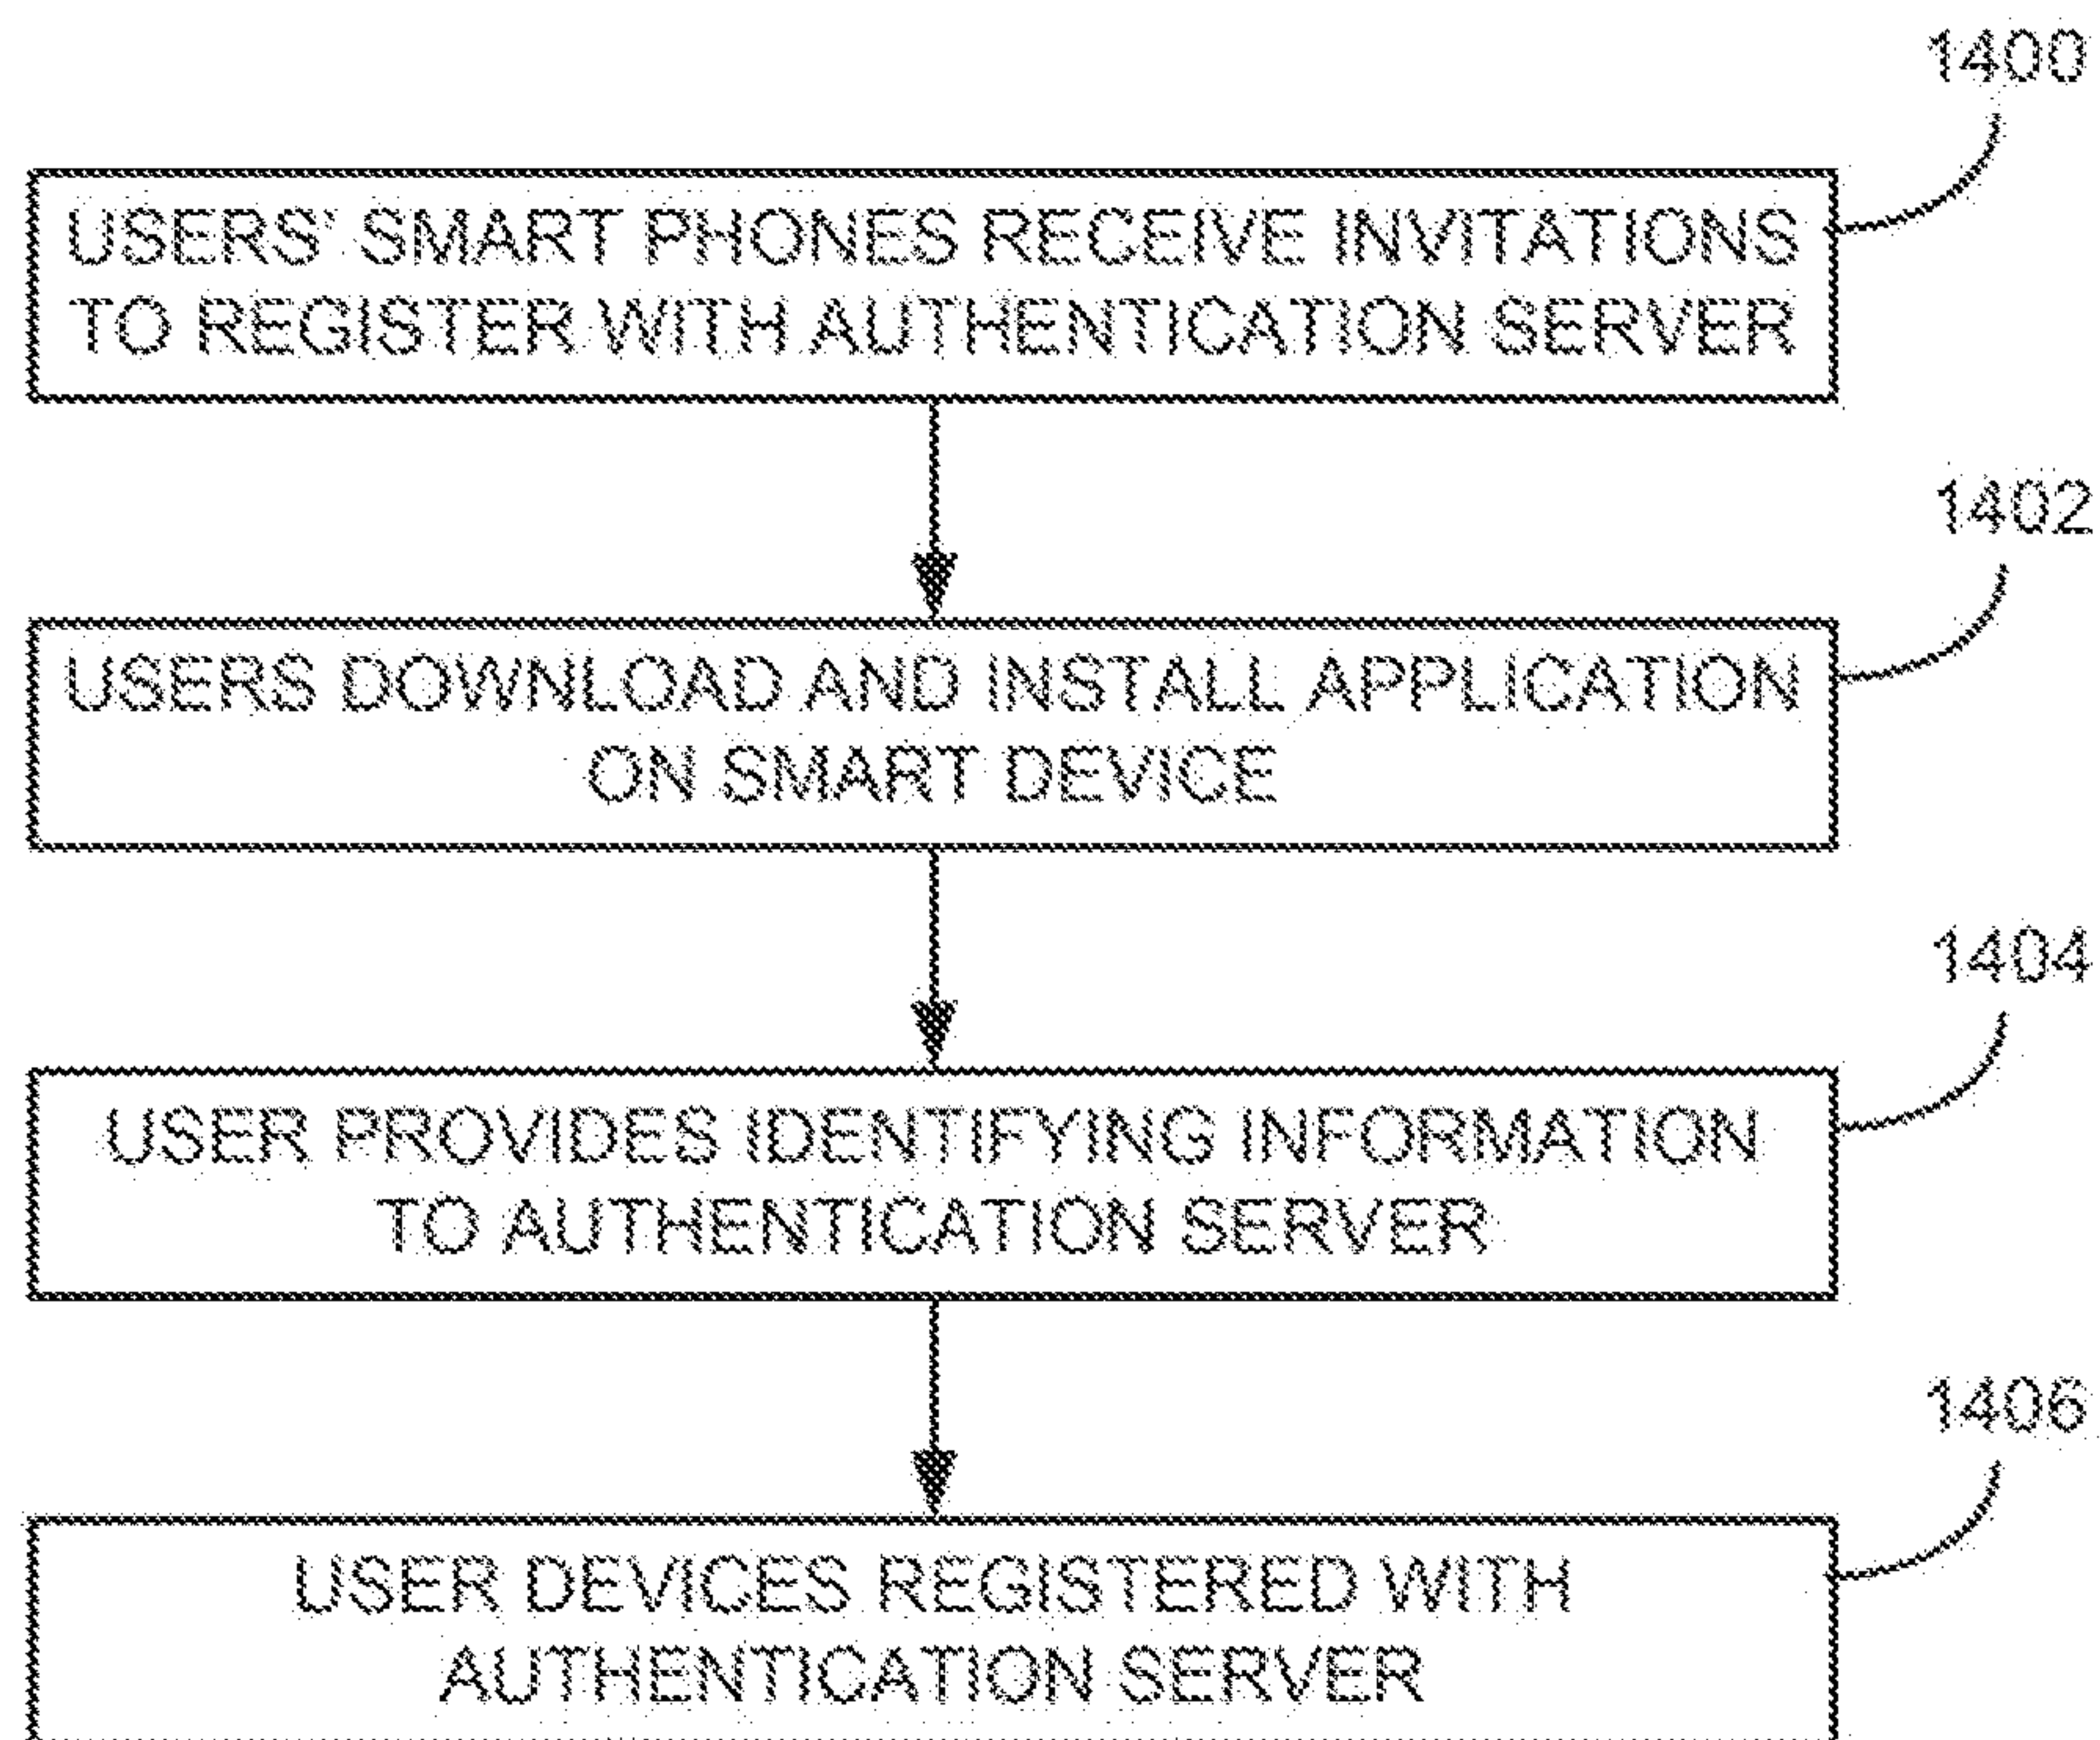 1400
USERS' SMART PHONES RECEIVE INVITATIONS
TO REGISTER WITH AUTHENTICATION SERVER
1402
USERS DOWNLOAD AND INSTALL APPLICATION
ON SMART DEVICE
1404
USER PROVIDES IDENTIFYING INFORMATION
TO AUTHENTICATION SERVER
1406
USER DEVICES REGISTERED WITH
AUTHENTICATION SERVER